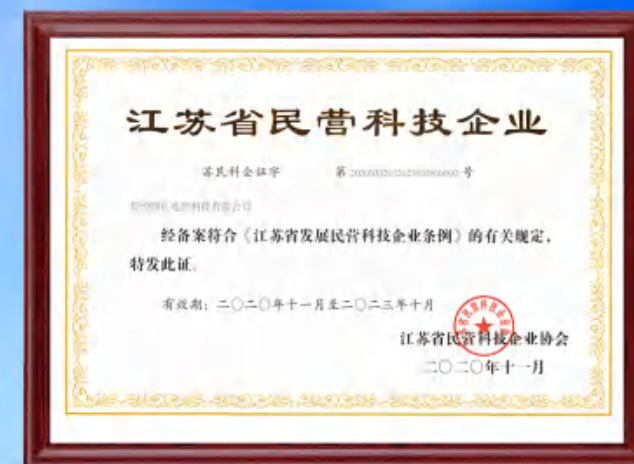 江苏省民营科技企业
苏民科企证字 第 号
经备案符合《江苏省发展民营科技企业条例》的有关规定，
特发此证。
有效期：二〇二〇年十一月至二〇二三年十月
江苏省民营科技企业协会
二〇二〇年十一月